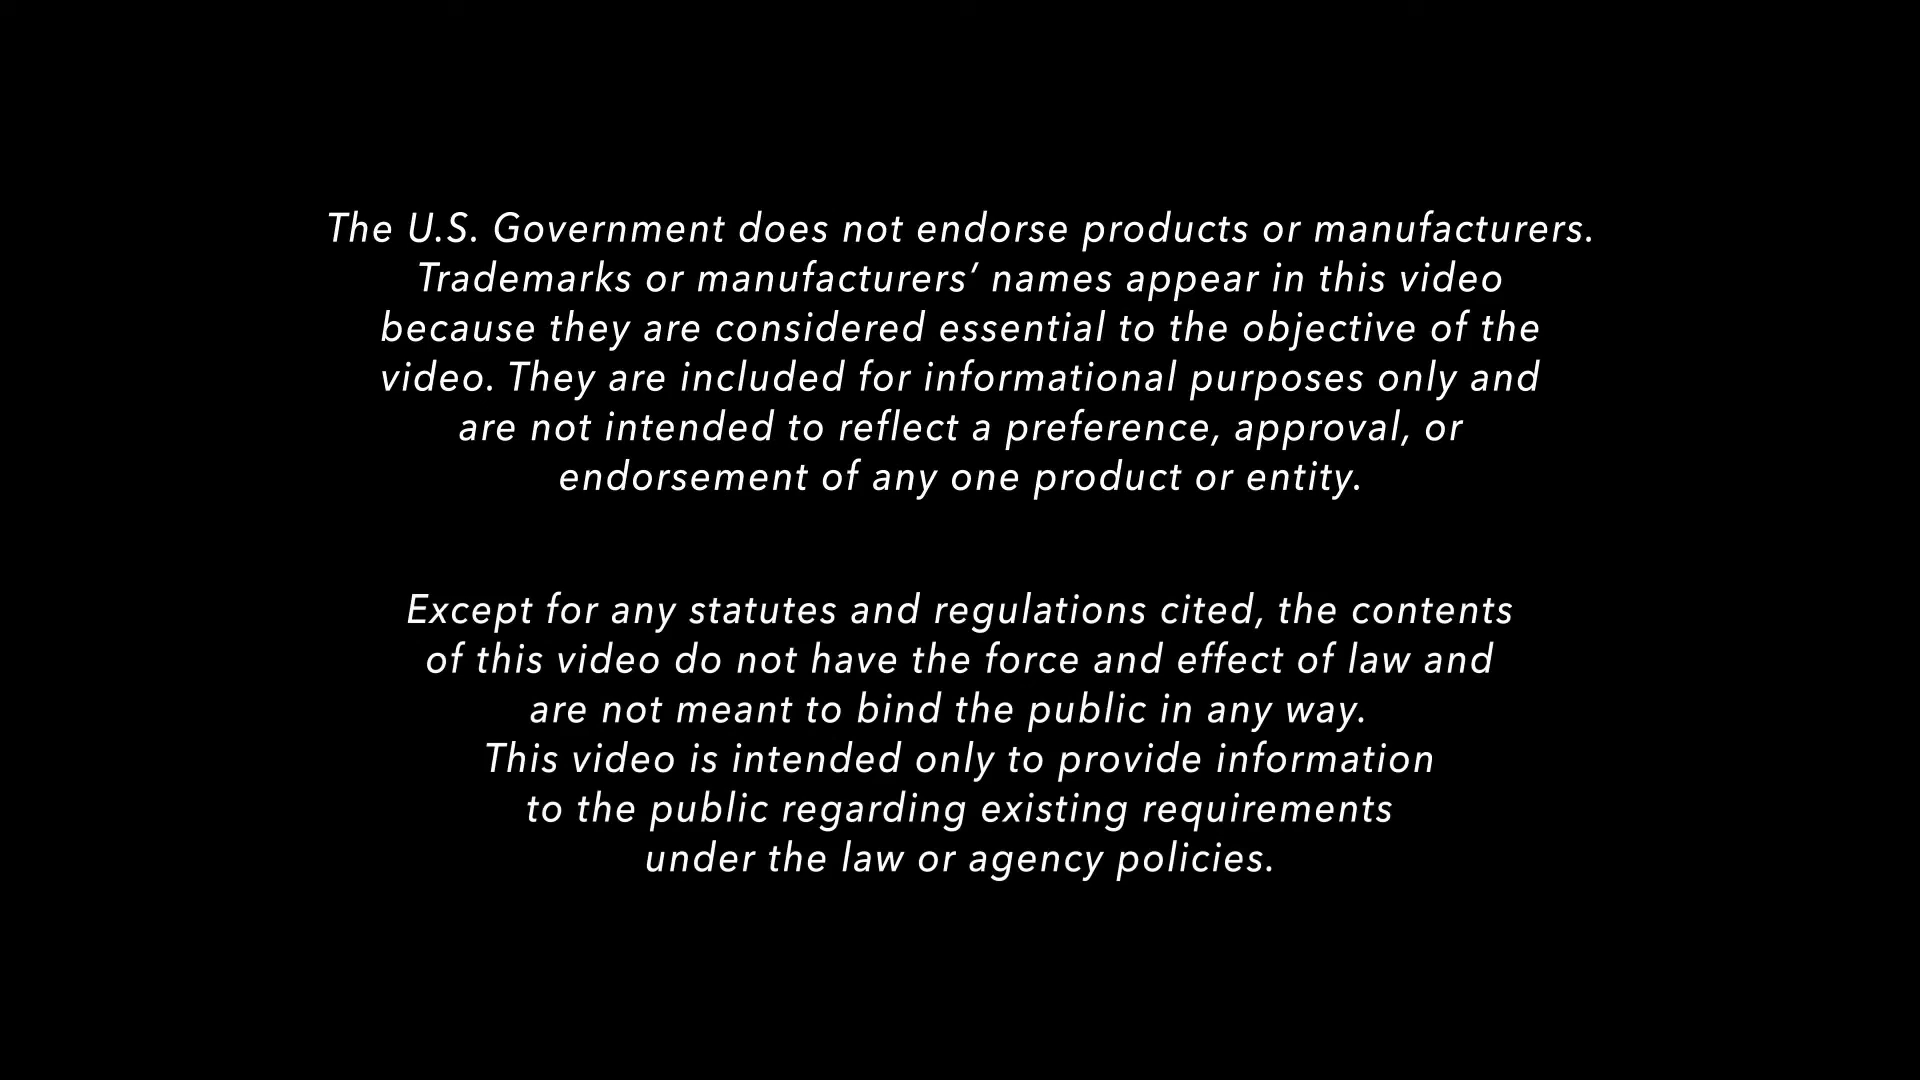 The U.S. Government does not endorse products or manufacturers.
Trademarks or manufacturers’ names appear in this video
because they are considered essential to the objective of the
video. They are included for informational purposes only and
are not intended to reflect a preference, approval, or
endorsement of any one product or entity.
Except for any statutes and regulations cited, the contents
of this video do not have the force and effect of law and
are not meant to bind the public in any way.
This video is intended only to provide information
to the public regarding existing requirements
under the law or agency policies.